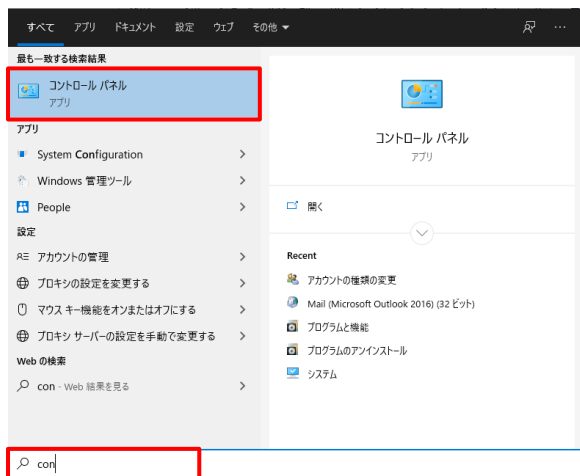 すべて アプリ ドキュメント 設定 ウェブ その他 ▼ ...
最も一致する検索結果
コントロール パネル
アプリ
アプリ
System Configuration
Windows 管理ツール
People
設定
アカウントの管理
プロキシの設定を変更する
マウス キー機能をオンまたはオフにする
プロキシ サーバーの設定を手動で変更する
Web の検索
con - Web 結果を見る
コントロール パネル
アプリ
開く
Recent
アカウントの種類の変更
Mail (Microsoft Outlook 2016) (32 ビット)
プログラムと機能
プログラムのアンインストール
システム
con